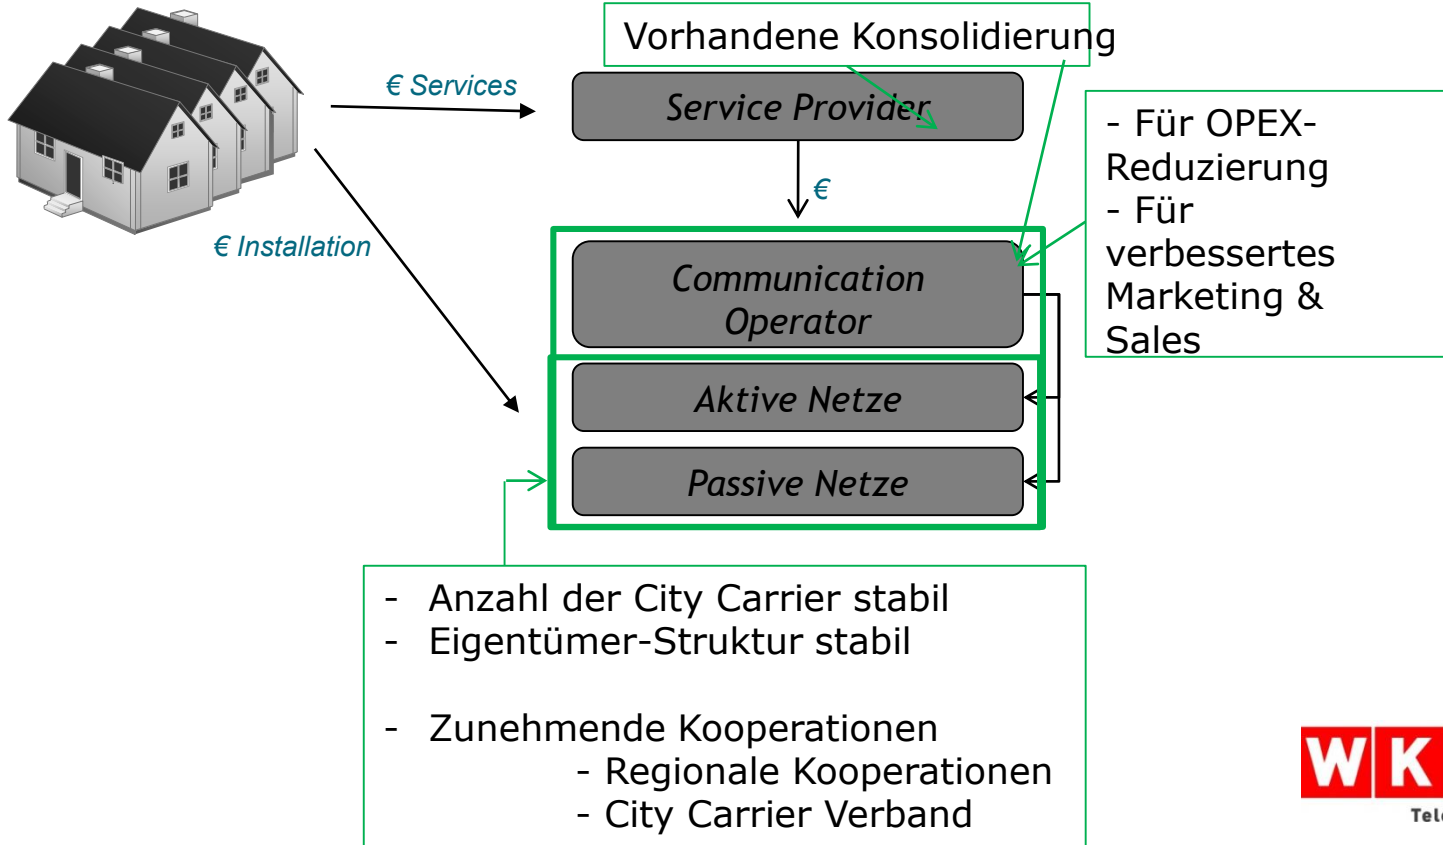 Vorhandene Konsolidierung
€ Services
Service Provider
- Für OPEX-
Reduzierung
- Für
verbessertes
Marketing &
Sales
€
€ Installation
Communication
Operator
Aktive Netze
Passive Netze
- Anzahl der City Carrier stabil
- Eigentümer-Struktur stabil
- Zunehmende Kooperationen
- Regionale Kooperationen
- City Carrier Verband
WK